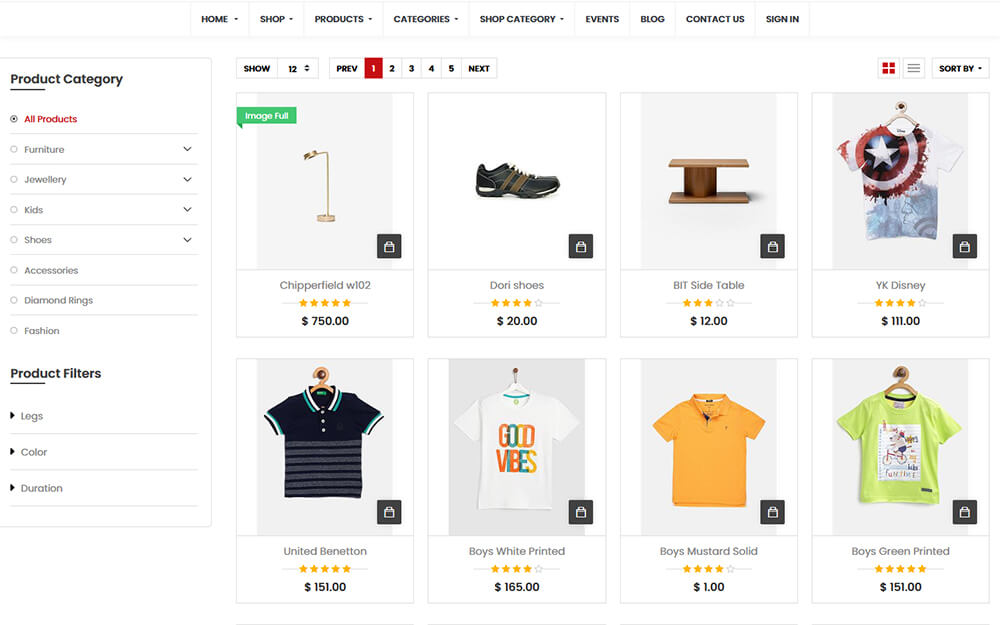 HOME SHOP PRODUCTS CATEGORIES SHOP CATEGORY EVENTS BLOG CONTACT US SIGN IN
Product Category
All Products
Furniture
Jewellery
Kids
Shoes
Accessories
Diamond Rings
Fashion
Product Filters
Legs
Color
Duration
SHOW 12 PREV 1 2 3 4 5 NEXT SORT BY
Image Full
Chipperfield w102
Dori shoes
BIT Side Table
YK Disney
$ 750.00
$ 20.00
$ 12.00
$ 111.00
GOOD
VIBES
United Benetton
Boys White Printed
Boys Mustard Solid
Boys Green Printed
$ 151.00
$ 165.00
$ 1.00
$ 151.00